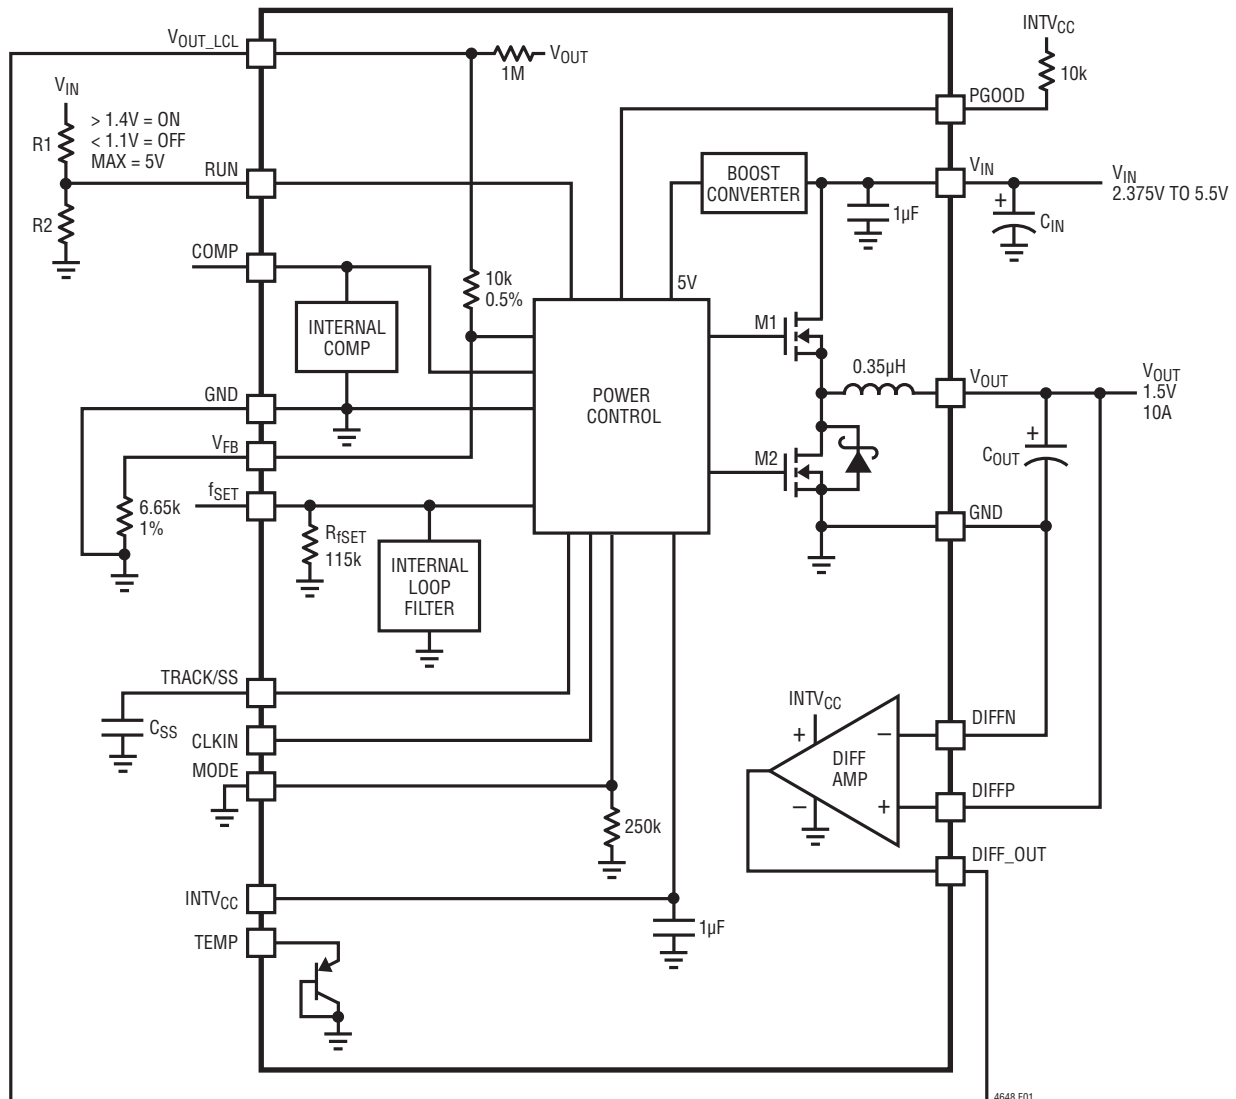 VOUT_LCL
VOUT
1M
INTVCC
10k
PGOOD
VIN
> 1.4V = ON
< 1.1V = OFF
MAX = 5V
R1
RUN
R2
BOOST
CONVERTER
VIN
VIN
2.375V TO 5.5V
1µF
+
CIN
COMP
10k
0.5%
5V
INTERNAL
COMP
M1
0.35µH
VOUT
VOUT
1.5V
10A
POWER
CONTROL
GND
VFB
+
COUT
M2
fSET
6.65k
1%
RfSET
115k
GND
INTERNAL
LOOP
FILTER
TRACK/SS
CSS
CLKIN
MODE
250k
INTVCC
+
−
DIFF
AMP
−
+
DIFFN
DIFFP
DIFF_OUT
INTVCC
1µF
TEMP
4648 F01